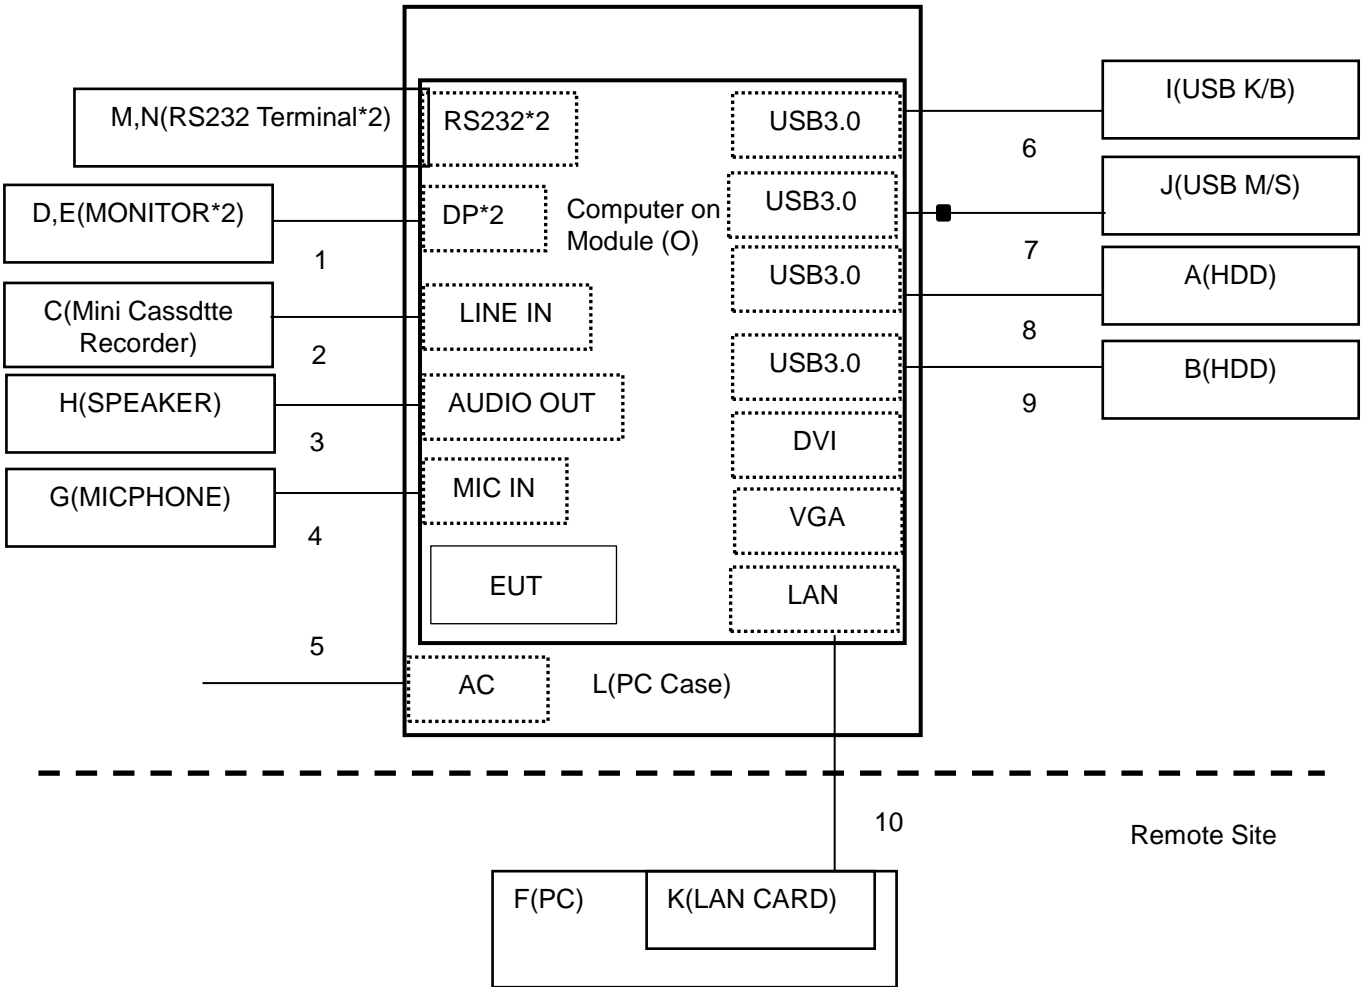 M,N(RS232 Terminal*2)
RS232*2
USB3.0
I(USB K/B)
6
D,E(MONITOR*2)
DP*2
Computer on
Module (O)
USB3.0
J(USB M/S)
1
7
C(Mini Cassdtte
Recorder)
LINE IN
USB3.0
A(HDD)
2
8
H(SPEAKER)
AUDIO OUT
USB3.0
B(HDD)
3
9
G(MICPHONE)
MIC IN
DVI
4
VGA
EUT
LAN
5
AC
L(PC Case)
10
Remote Site
F(PC)
K(LAN CARD)